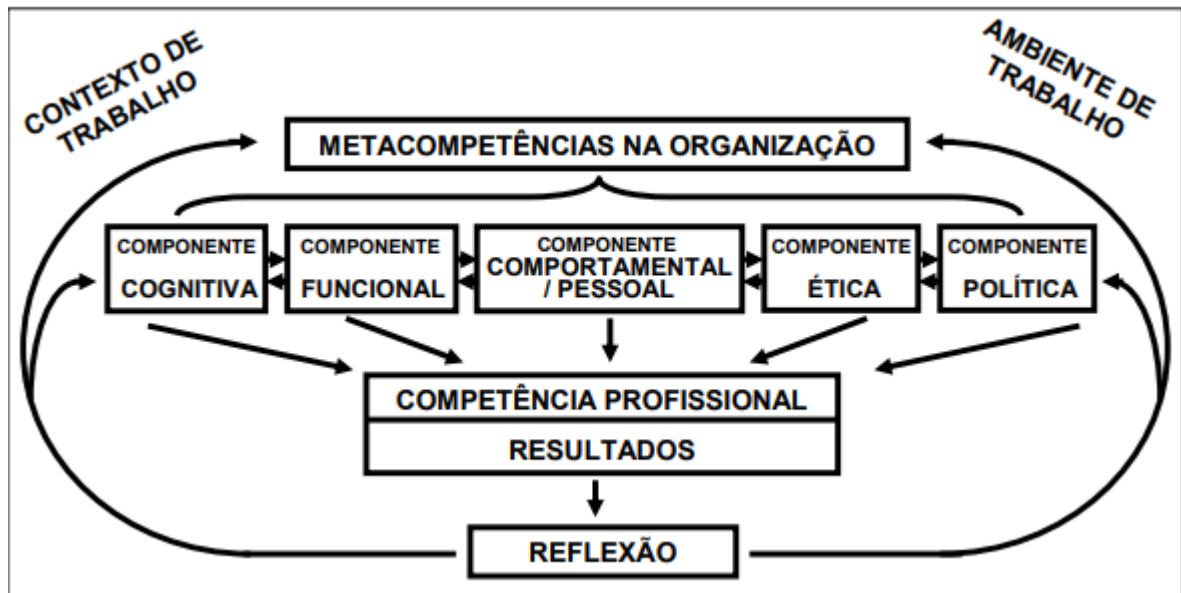 CONTEXTO DE
TRABALHO
AMBIENTE DE
TRABALHO
METACOMPETÊNCIAS NA ORGANIZAÇÃO
COMPONENTE
COGNITIVA
COMPONENTE
FUNCIONAL
COMPONENTE
COMPORTAMENTAL
/ PESSOAL
COMPONENTE
ÉTICA
COMPONENTE
POLÍTICA
COMPETÊNCIA PROFISSIONAL
RESULTADOS
REFLEXÃO